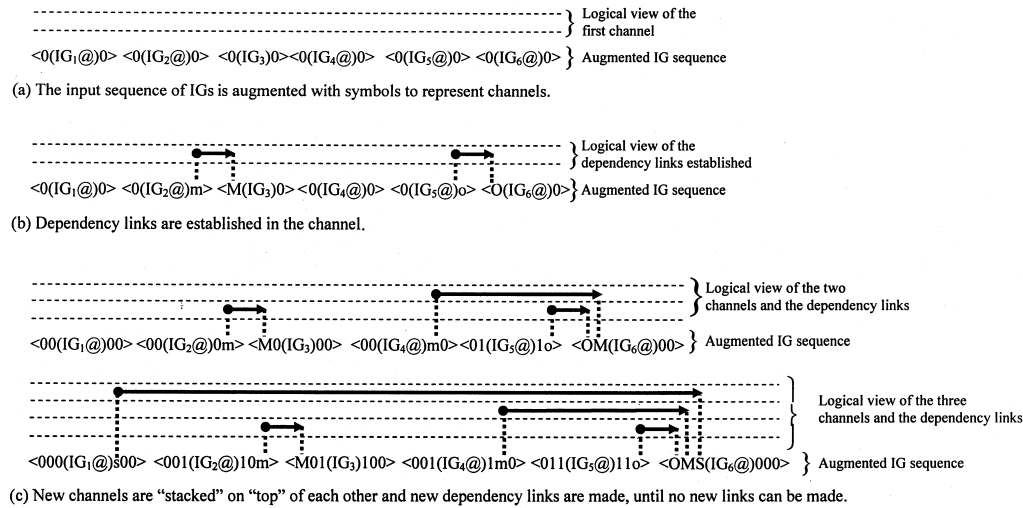 Logical view of the
first channel
<0(IG₁@)0> <0(IG₂@)0> <0(IG₃)0><0(IG₄@)0> <0(IG₅@)0> <0(IG₆@)0> } Augmented IG sequence
(a) The input sequence of IGs is augmented with symbols to represent channels.
Logical view of the
dependency links established
<0(IG₁@)0> <0(IG₂@)m> <M(IG₃)0><0(IG₄@)0> <0(IG₅@)o> <O(IG₆@)0>} Augmented IG sequence
(b) Dependency links are established in the channel.
Logical view of the two
channels and the dependency links
<00(IG₁@)00> <00(IG₂@)0m> <M0(IG₃)00> <00(IG₄@)m0> <01(IG₅@)1o> <OM(IG₆@)00> } Augmented IG sequence
Logical view of the three
channels and the dependency links
<000(IG₁@)s00> <001(IG₂@)10m> <M01(IG₃)100> <001(IG₄@)1m0> <011(IG₅@)11o> <OMS(IG₆@)000> } Augmented IG sequence
(c) New channels are “stacked” on “top” of each other and new dependency links are made, until no new links can be made.